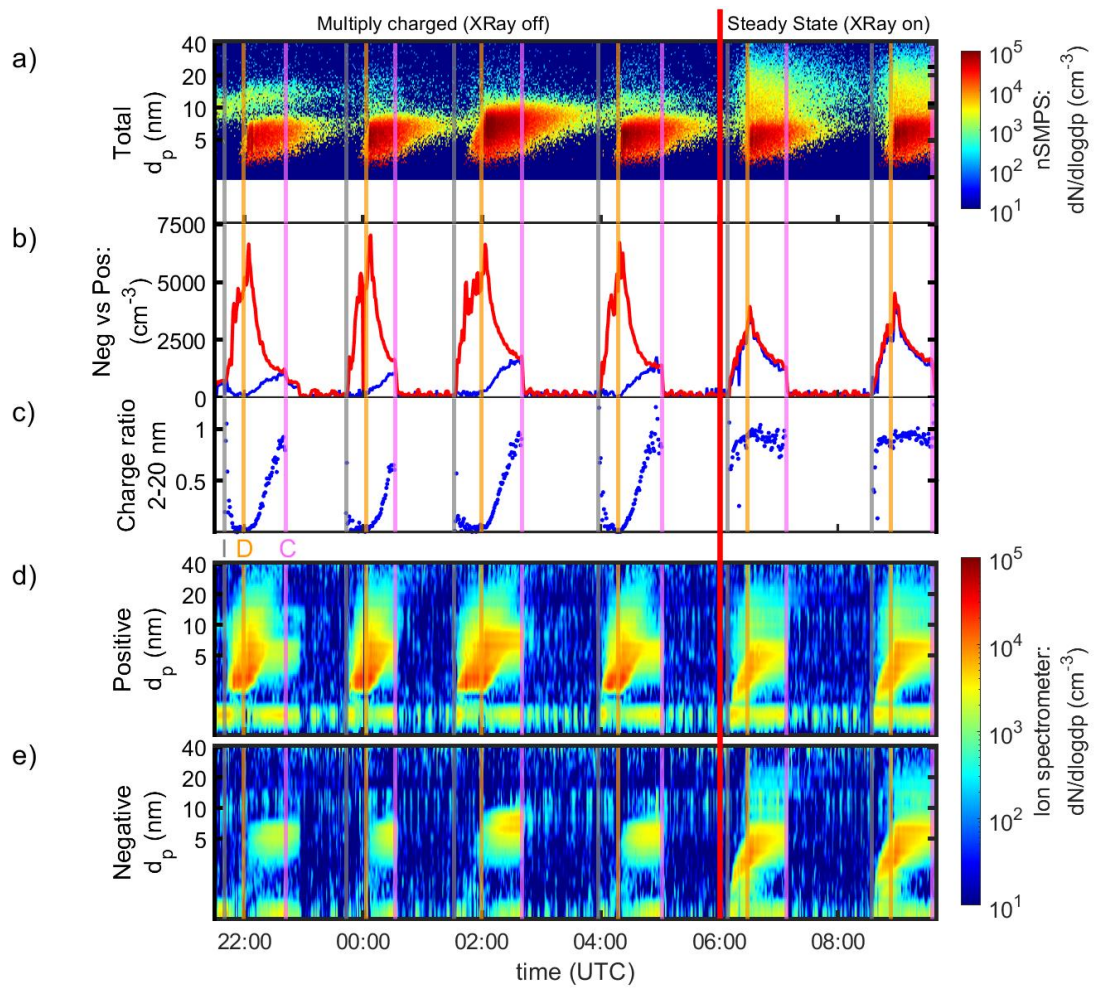 Multiply charged (XRay off)
Steady State (XRay on)
a)
Total
dp (nm)
40
20
10
5
10^5
10^4
10^3
10^2
10^1
nSMPS:
dN/dlogdp (cm^-3)
b)
Neg vs Pos:
(cm^-3)
7500
5000
2500
0
c)
Charge ratio
2-20 nm
1
0.5
I D C
d)
Positive
dp (nm)
40
20
10
5
e)
Negative
dp (nm)
40
20
10
5
10^5
10^4
10^3
10^2
10^1
Ion spectrometer:
dN/dlogdp (cm^-3)
22:00 00:00 02:00 04:00 06:00 08:00
time (UTC)